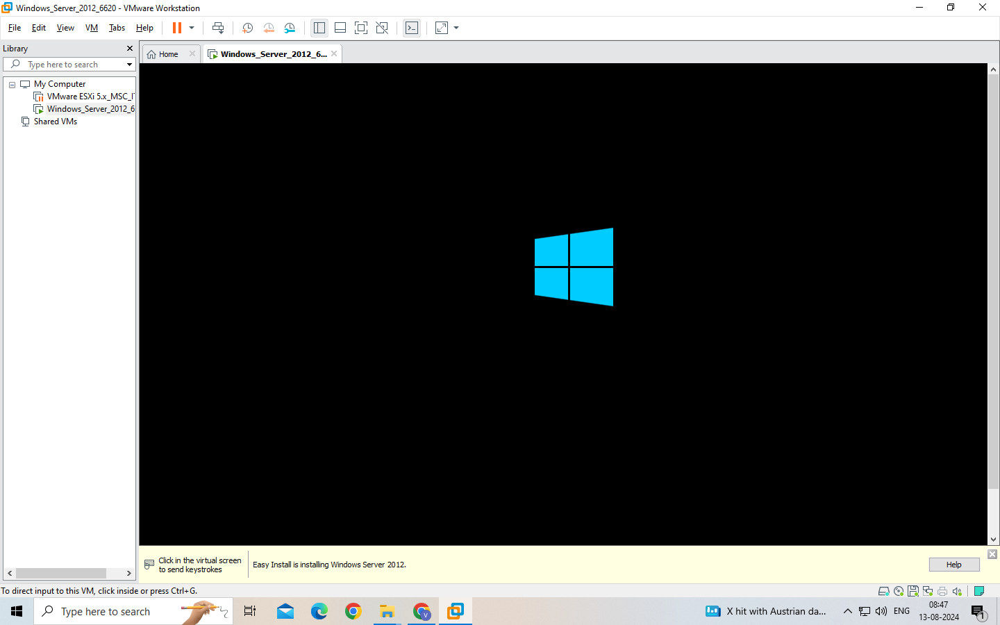 Windows_Server_2012_6620 - VMware Workstation
File Edit View VM Tabs Help
Library
Type here to search
My Computer
VMware ESXi 5.x_MSC_I
Windows_Server_2012_6
Shared VMs
Home
Windows_Server_2012_6...
Click in the virtual screen
to send keystrokes
Easy Install is installing Windows Server 2012.
Help
To direct input to this VM, click inside or press Ctrl+G.
Type here to search
V
X hit with Austrian da...
ENG
08:47
13-08-2024
1